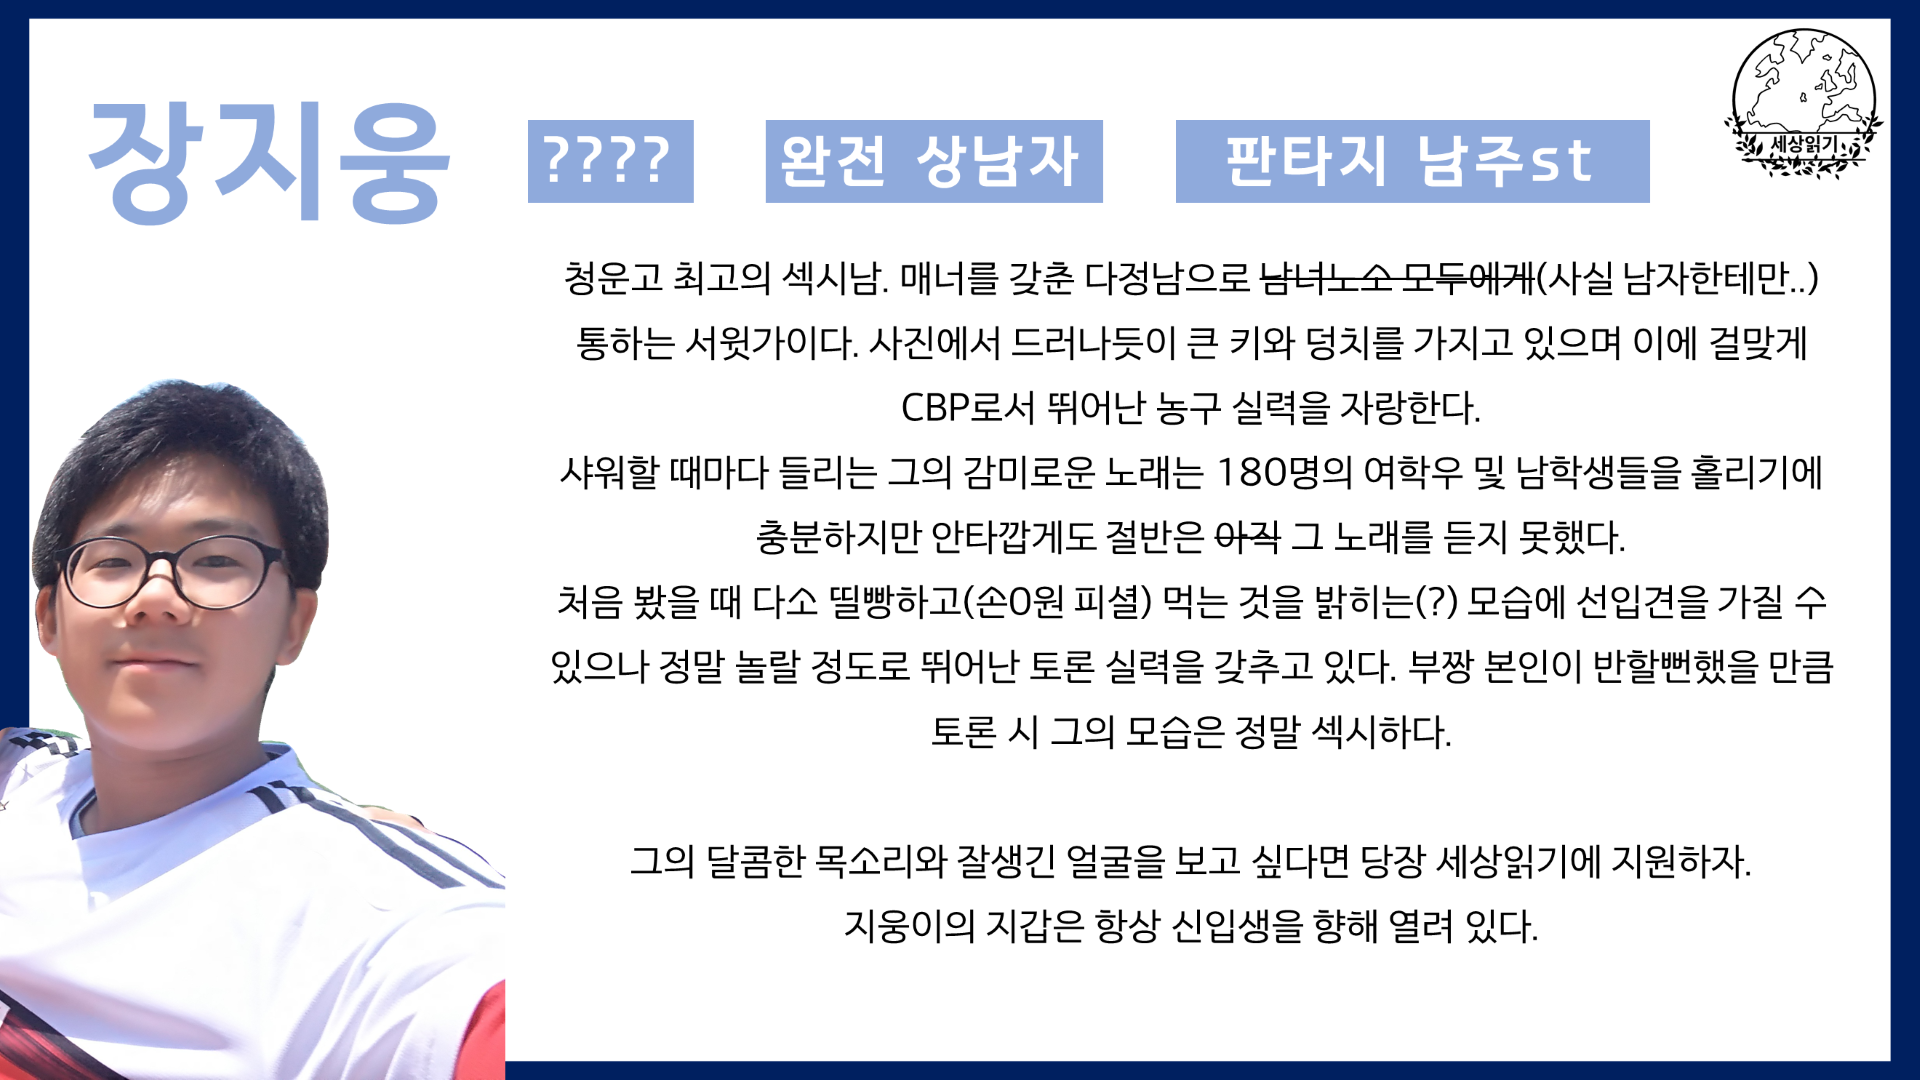 장지웅
????
완전 상남자
판타지 남주st
세상읽기
청운고 최고의 섹시남. 매너를 갖춘 다정남으로 남녀노소 모두에게(사실 남자한테만..)
통하는 서윗가이다. 사진에서 드러나듯이 큰 키와 덩치를 가지고 있으며 이에 걸맞게
CBP로서 뛰어난 농구 실력을 자랑한다.
샤워할 때마다 들리는 그의 감미로운 노래는 180명의 여학우 및 남학생들을 홀리기에
충분하지만 안타깝게도 절반은 아직 그 노래를 듣지 못했다.
처음 봤을 때 다소 띨빵하고(손0원 피셜) 먹는 것을 밝히는(?) 모습에 선입견을 가질 수
있으나 정말 놀랄 정도로 뛰어난 토론 실력을 갖추고 있다. 부짱 본인이 반할뻔했을 만큼
토론 시 그의 모습은 정말 섹시하다.
그의 달콤한 목소리와 잘생긴 얼굴을 보고 싶다면 당장 세상읽기에 지원하자.
지웅이의 지갑은 항상 신입생을 향해 열려 있다.